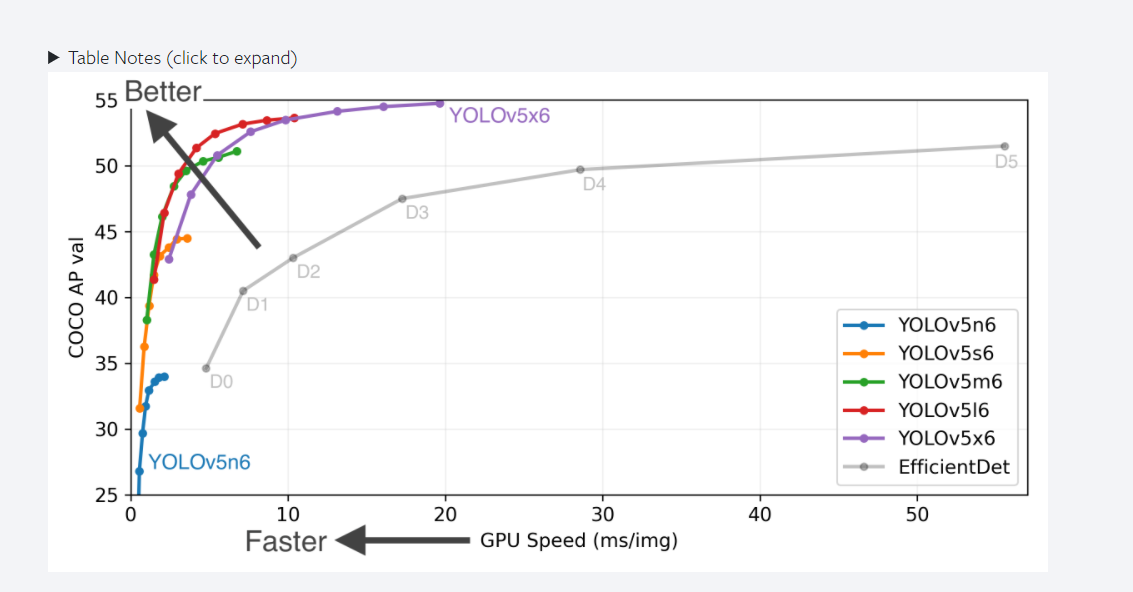 ▶ Table Notes (click to expand)
Better
55
50
45
40
35
30
25
COCO AP val
YOLOv5x6
D5
D4
D3
D2
D1
D0
YOLOv5n6
YOLOv5n6
YOLOv5s6
YOLOv5m6
YOLOv5l6
YOLOv5x6
EfficientDet
0 10 20 30 40 50
Faster GPU Speed (ms/img)